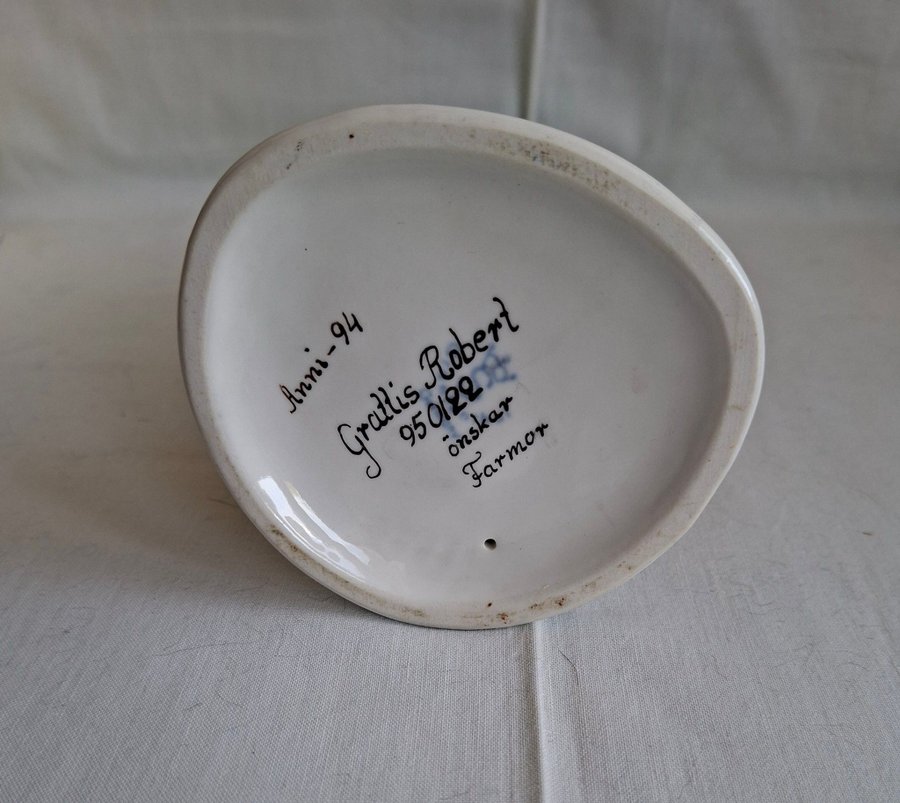 Anni-94
Grattis Robert
950122
önskar
Farmor